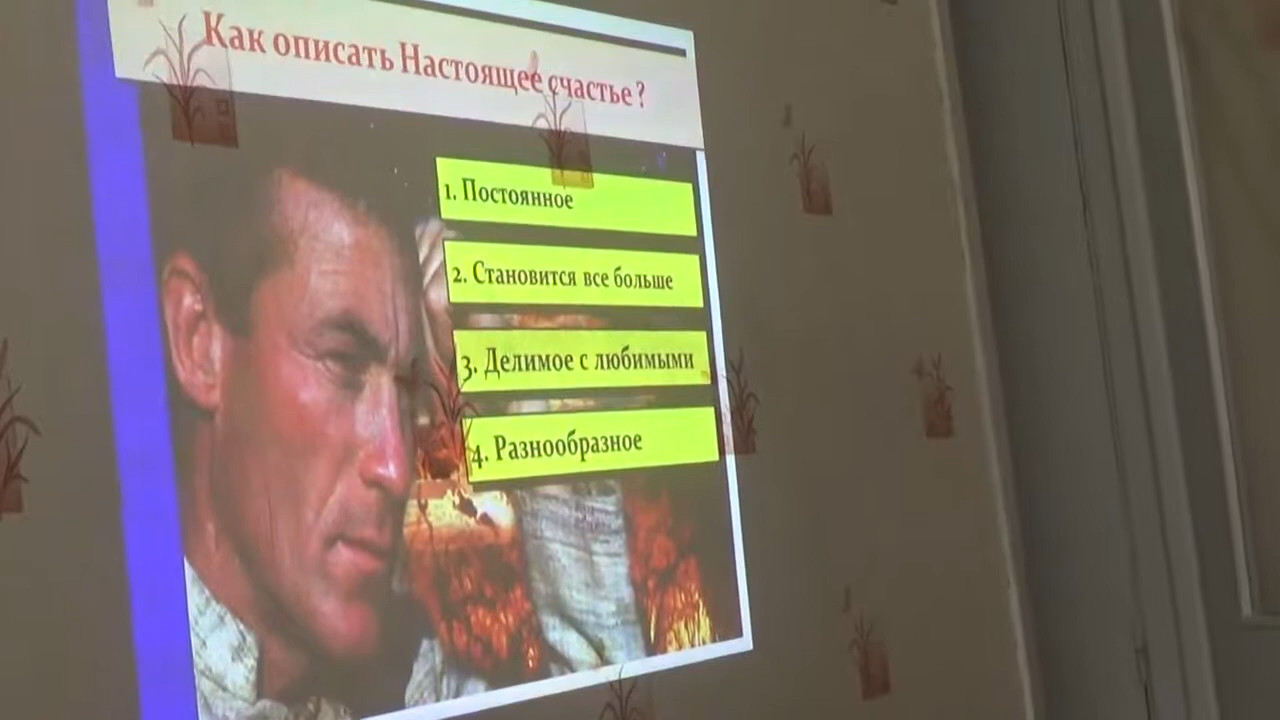 Как описать Настоящее счастье ?
1. Постоянное
2. Становится все больше
3. Делимое с любимыми
4. Разнообразное